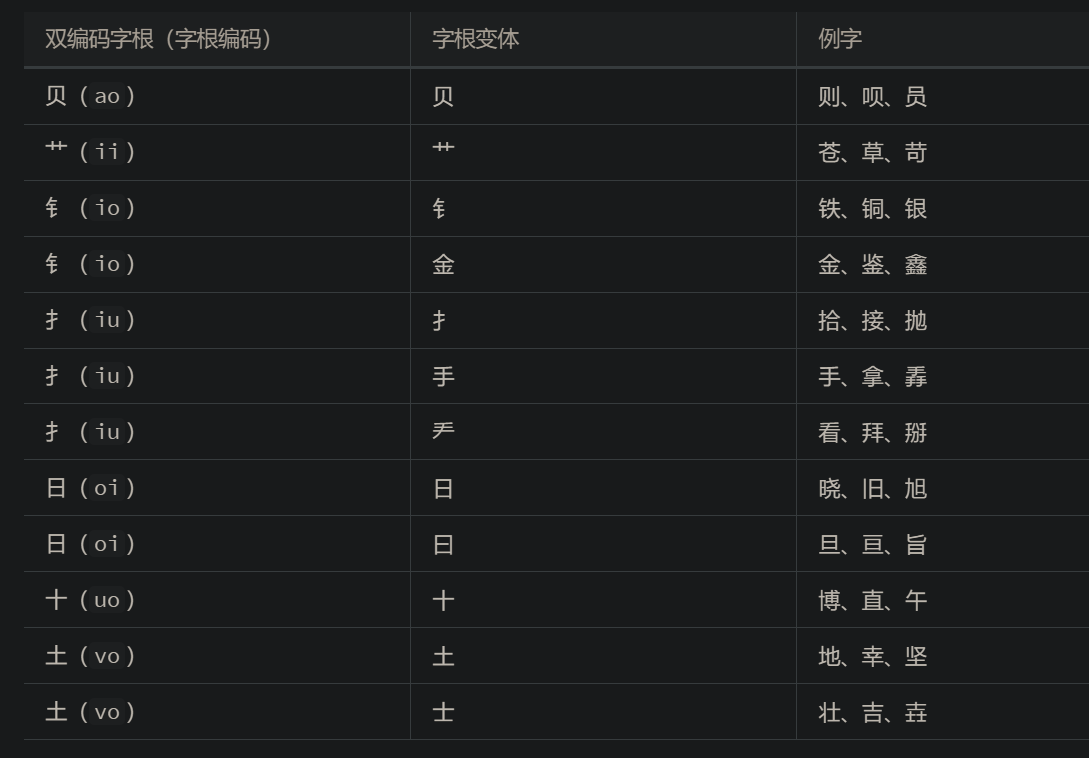 双编码字根（字根编码） 字根变体 例字
贝（ao） 贝 则、呗、员
艹（ii） 艹 苍、草、苛
钅（io） 钅 铁、铜、银
钅（io） 金 金、鉴、鑫
扌（iu） 扌 拾、接、抛
扌（iu） 手 手、拿、掱
扌（iu） 龵 看、拜、掰
日（oi） 日 晓、旧、旭
日（oi） 曰 旦、亘、旨
十（uo） 十 博、直、午
土（vo） 土 地、幸、坚
土（vo） 士 壮、吉、壵